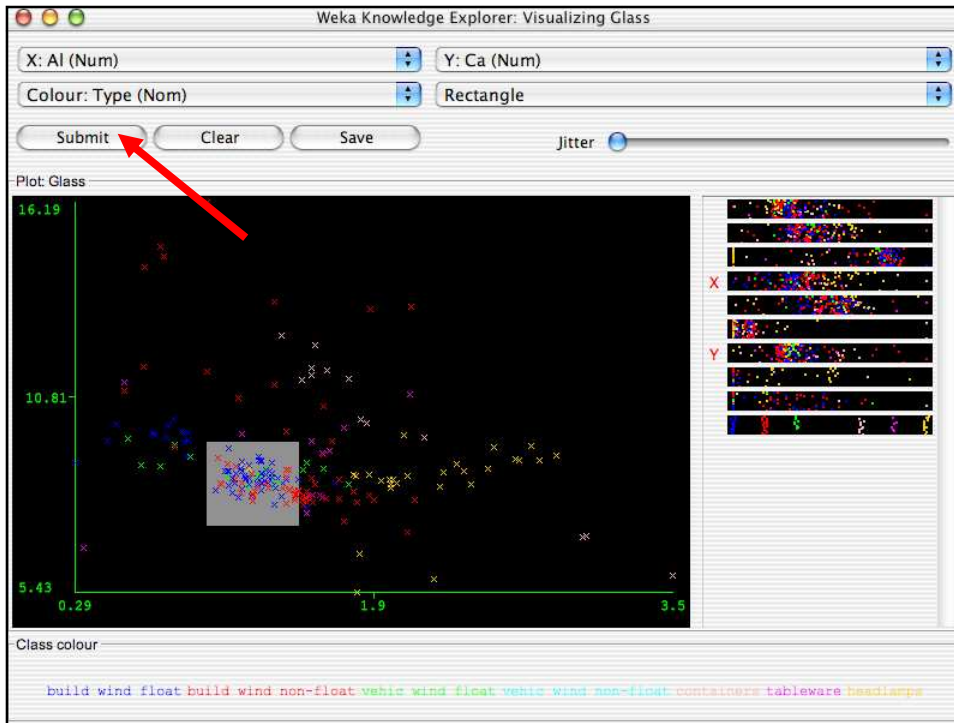 Weka Knowledge Explorer: Visualizing Glass
X: Al (Num) Y: Ca (Num)
Colour: Type (Nom) Rectangle
Submit Clear Save Jitter
Plot: Glass
16.19
10.81
5.43
0.29 1.9 3.5
X
Y
Class colour
build wind float build wind non-float vehic wind float vehic wind non-float containers tableware headlamps